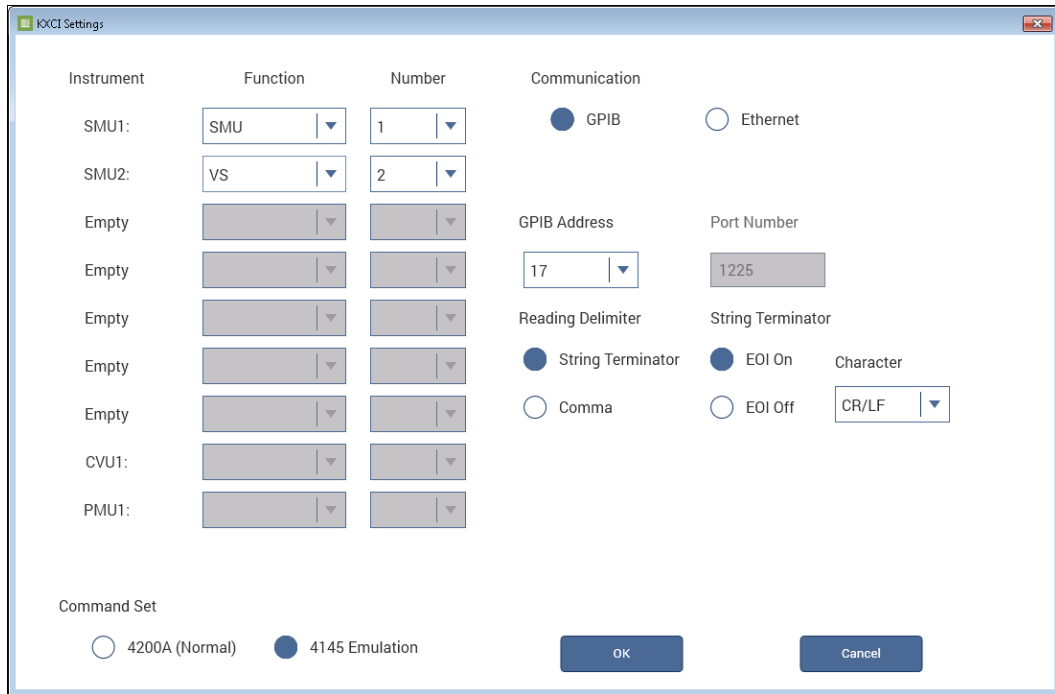 KXCI Settings
Instrument Function Number Communication
SMU1: SMU 1 GPIB Ethernet
SMU2: VS 2
Empty GPIB Address Port Number
Empty 17 1225
Empty Reading Delimiter String Terminator
Empty String Terminator EOI On Character
Empty Comma EOI Off CR/LF
CVU1:
PMU1:
Command Set
4200A (Normal) 4145 Emulation OK Cancel